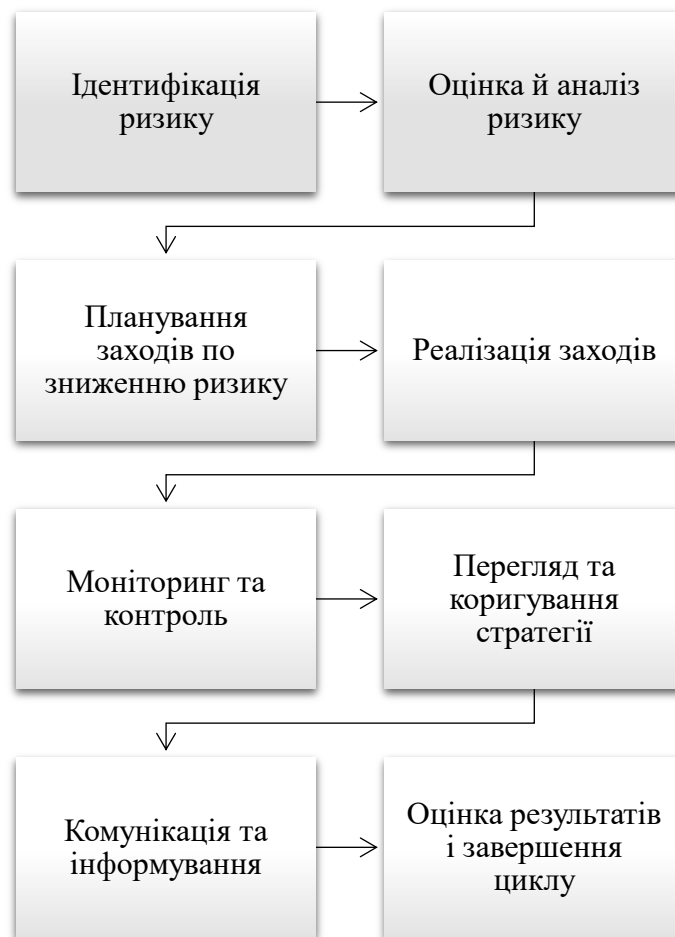 Ідентифікація
ризику
Оцінка й аналіз
ризику
Планування
заходів по
зниженню ризику
Реалізація заходів
Моніторинг та
контроль
Перегляд та
коригування
стратегії
Комунікація та
інформування
Оцінка результатів
і завершення
циклу